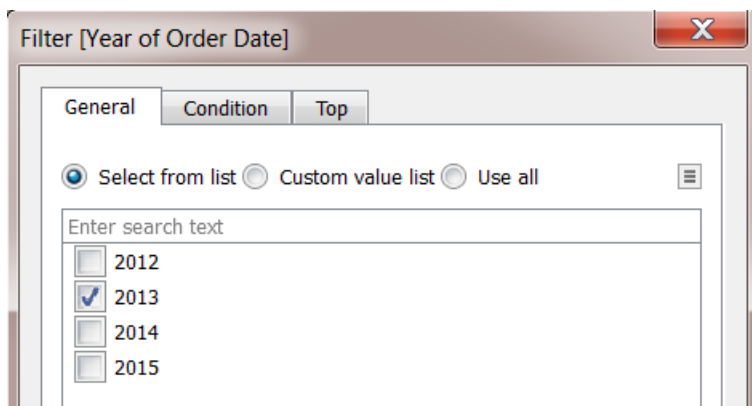 Filter [Year of Order Date]
X
General Condition Top
Select from list Custom value list Use all
Enter search text
2012
2013
2014
2015